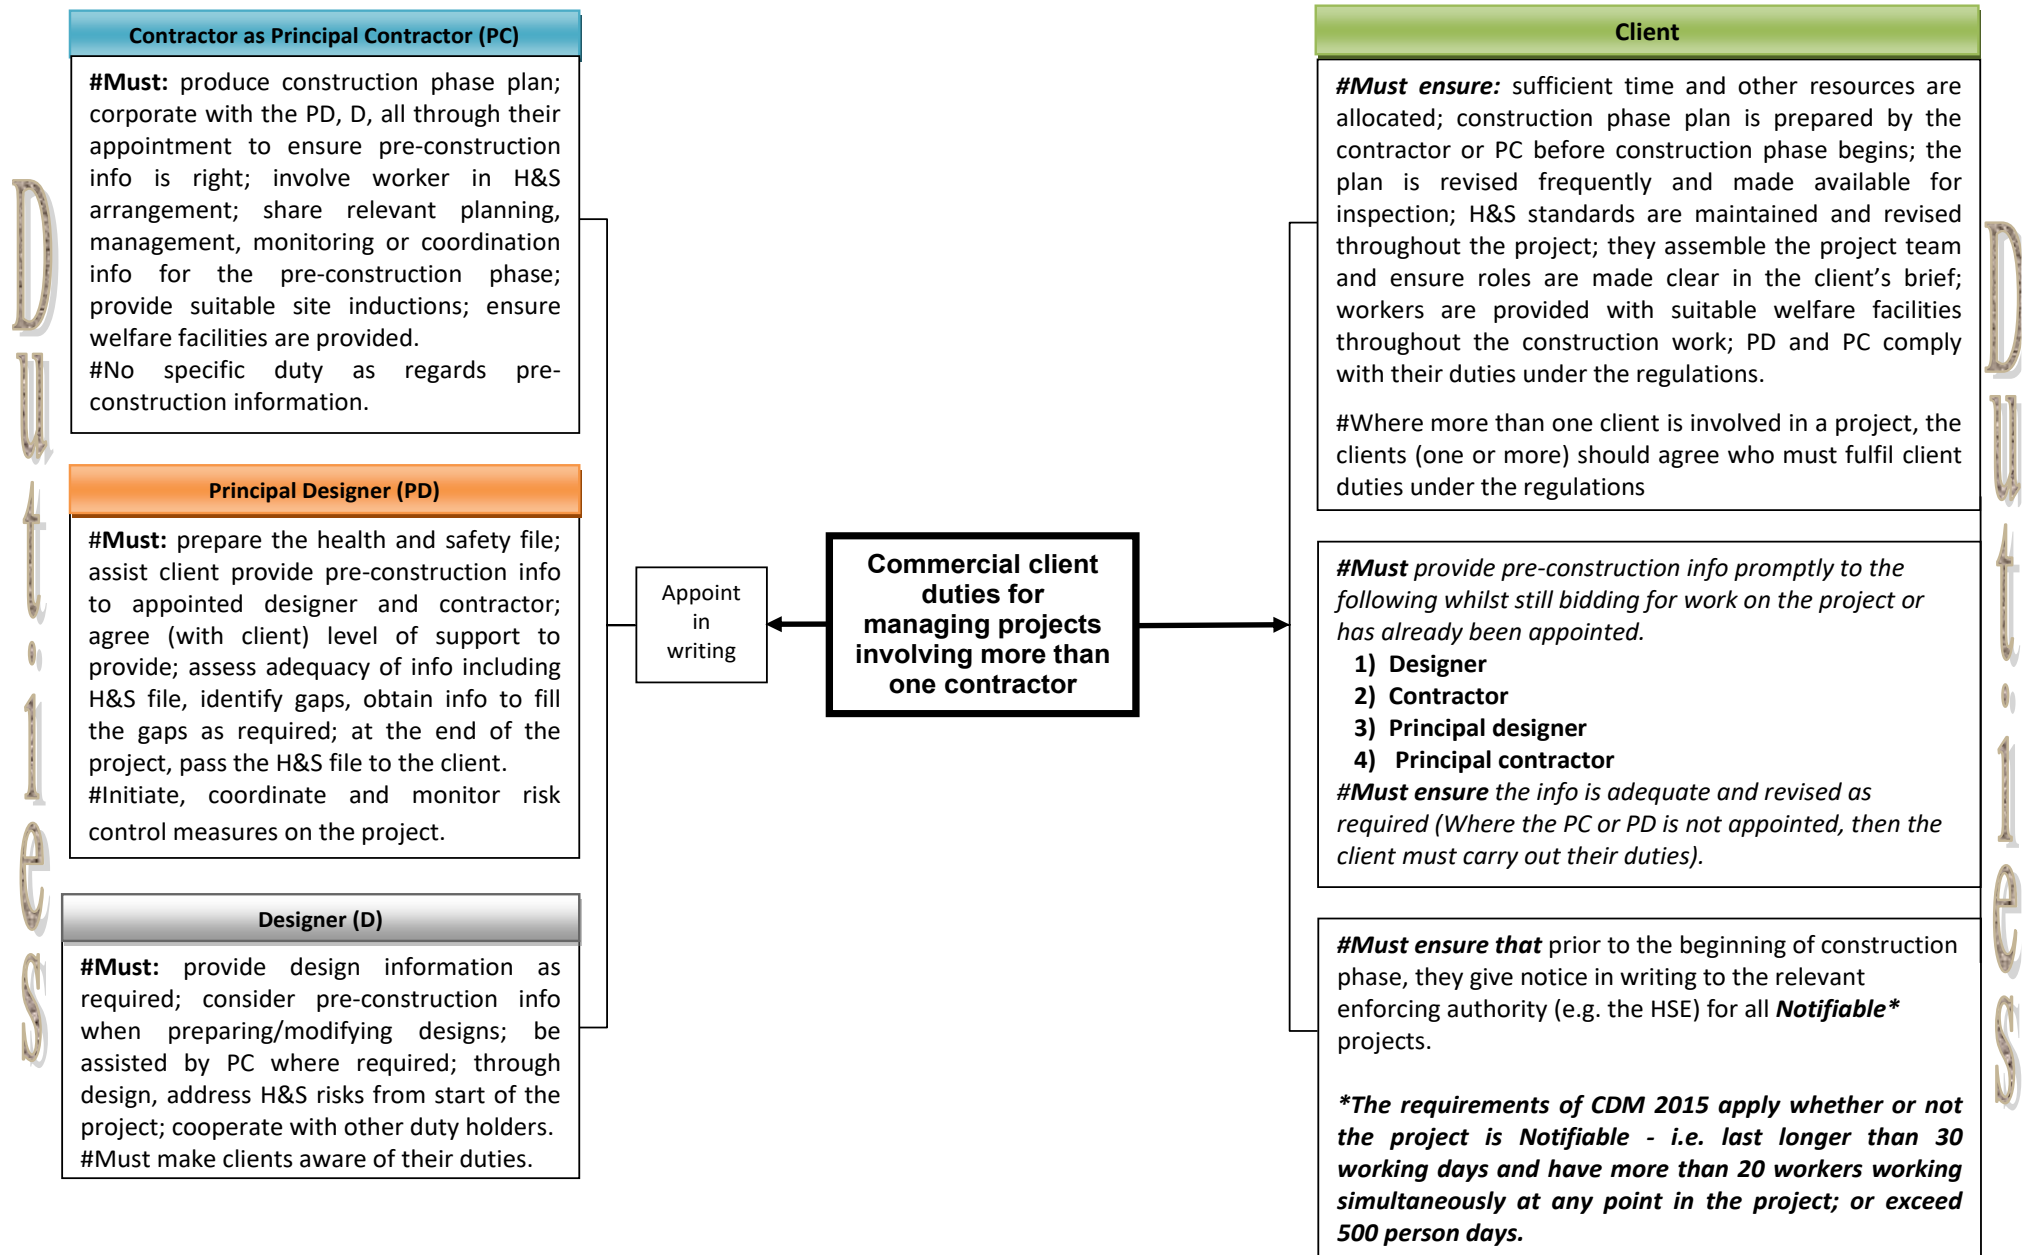 Duties
Contractor as Principal Contractor (PC)
#Must: produce construction phase plan;
corporate with the PD, D, all through their
appointment to ensure pre-construction
info is right; involve worker in H&S
arrangement; share relevant planning,
management, monitoring or coordination
info for the pre-construction phase;
provide suitable site inductions; ensure
welfare facilities are provided.
#No specific duty as regards pre-
construction information.
Principal Designer (PD)
#Must: prepare the health and safety file;
assist client provide pre-construction info
to appointed designer and contractor;
agree (with client) level of support to
provide; assess adequacy of info including
H&S file, identify gaps, obtain info to fill
the gaps as required; at the end of the
project, pass the H&S file to the client.
#Initiate, coordinate and monitor risk
control measures on the project.
Designer (D)
#Must: provide design information as
required; consider pre-construction info
when preparing/modifying designs; be
assisted by PC where required; through
design, address H&S risks from start of the
project; cooperate with other duty holders.
#Must make clients aware of their duties.
Appoint
in
writing
Commercial client
duties for
managing projects
involving more than
one contractor
Client
#Must ensure: sufficient time and other resources are
allocated; construction phase plan is prepared by the
contractor or PC before construction phase begins; the
plan is revised frequently and made available for
inspection; H&S standards are maintained and revised
throughout the project; they assemble the project team
and ensure roles are made clear in the client’s brief;
workers are provided with suitable welfare facilities
throughout the construction work; PD and PC comply
with their duties under the regulations.
#Where more than one client is involved in a project, the
clients (one or more) should agree who must fulfil client
duties under the regulations
#Must provide pre-construction info promptly to the
following whilst still bidding for work on the project or
has already been appointed.
1) Designer
2) Contractor
3) Principal designer
4) Principal contractor
#Must ensure the info is adequate and revised as
required (Where the PC or PD is not appointed, then the
client must carry out their duties).
#Must ensure that prior to the beginning of construction
phase, they give notice in writing to the relevant
enforcing authority (e.g. the HSE) for all Notifiable*
projects.
*The requirements of CDM 2015 apply whether or not
the project is Notifiable - i.e. last longer than 30
working days and have more than 20 workers working
simultaneously at any point in the project; or exceed
500 person days.
Duties